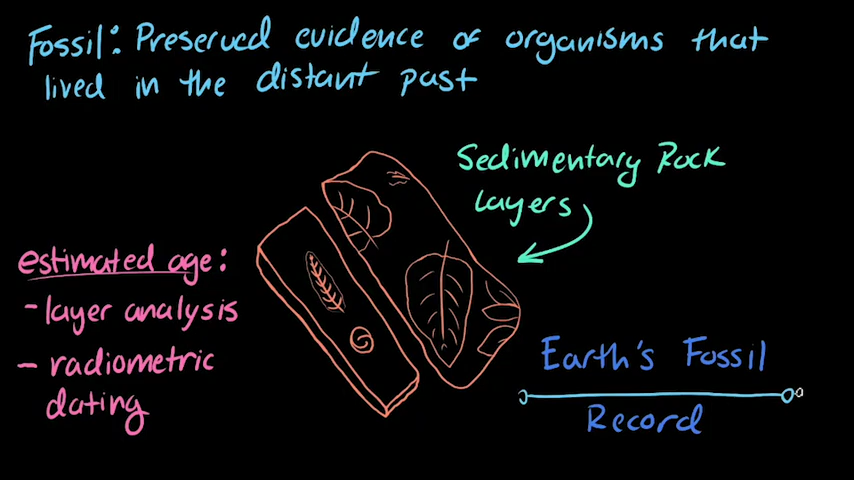 Fossil: Preserved evidence of organisms that
lived in the distant past
Sedimentary Rock
Layers
estimated age:
- layer analysis
- radiometric
dating
Earth's Fossil
Record